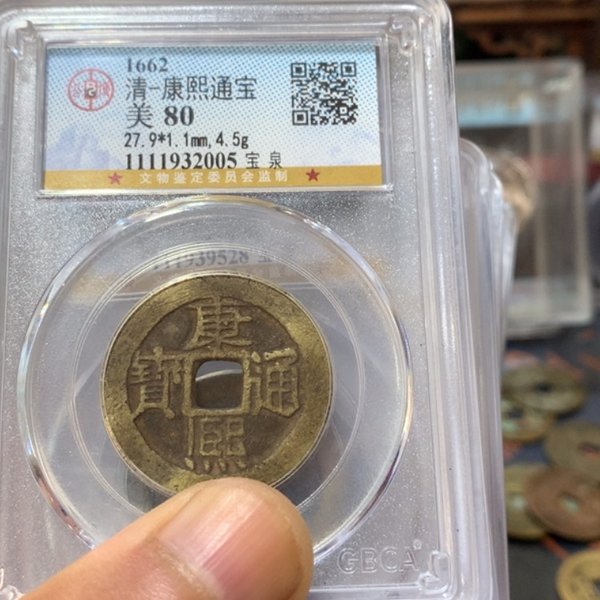 1662
清-康熙通宝
美 80
27.9*1.1mm, 4.5g
1111932005 宝 泉
★ 文物鉴定委员会监制 ★
111939528
康熙通寶
GBCA